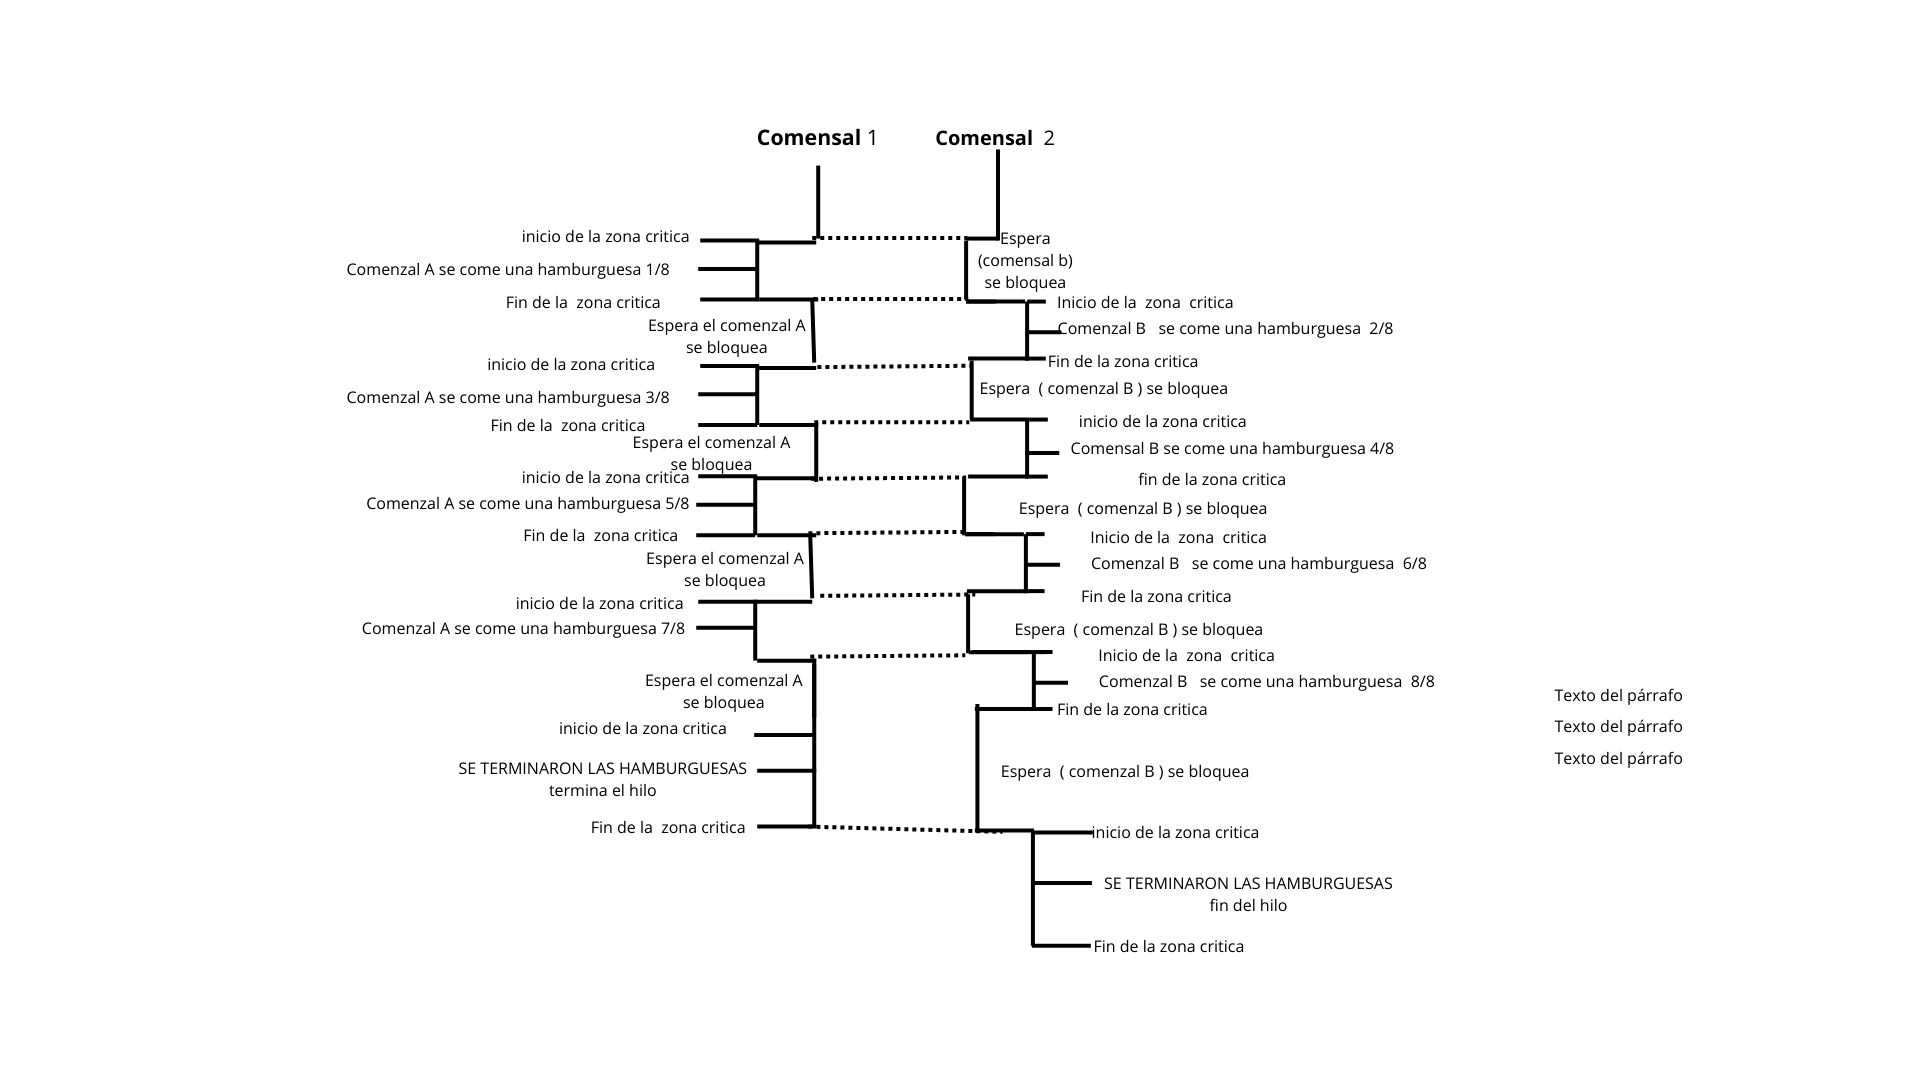 Comensal 1
Comensal 2
inicio de la zona critica
Comenzal A se come una hamburguesa 1/8
Fin de la zona critica
Espera el comenzal A
se bloquea
inicio de la zona critica
Comenzal A se come una hamburguesa 3/8
Fin de la zona critica
Espera el comenzal A
se bloquea
inicio de la zona critica
Comenzal A se come una hamburguesa 5/8
Fin de la zona critica
Espera el comenzal A
se bloquea
inicio de la zona critica
Comenzal A se come una hamburguesa 7/8
Espera el comenzal A
se bloquea
inicio de la zona critica
SE TERMINARON LAS HAMBURGUESAS
termina el hilo
Fin de la zona critica
Espera
(comensal b)
se bloquea
Inicio de la zona critica
Comenzal B se come una hamburguesa 2/8
Fin de la zona critica
Espera ( comenzal B ) se bloquea
inicio de la zona critica
Comensal B se come una hamburguesa 4/8
fin de la zona critica
Espera ( comenzal B ) se bloquea
Inicio de la zona critica
Comenzal B se come una hamburguesa 6/8
Fin de la zona critica
Espera ( comenzal B ) se bloquea
Inicio de la zona critica
Comenzal B se come una hamburguesa 8/8
Fin de la zona critica
Espera ( comenzal B ) se bloquea
inicio de la zona critica
SE TERMINARON LAS HAMBURGUESAS
fin del hilo
Fin de la zona critica
Texto del párrafo
Texto del párrafo
Texto del párrafo